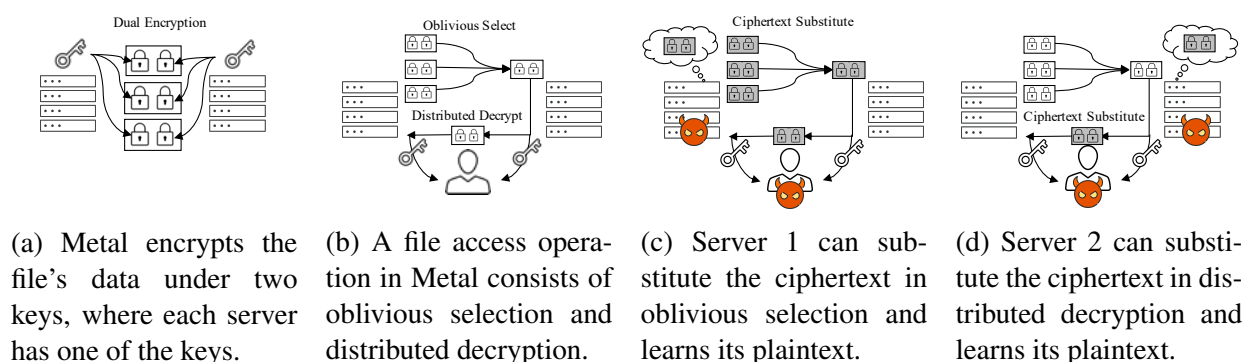 Dual Encryption
Oblivious Select
Distributed Decrypt
Ciphertext Substitute
Ciphertext Substitute
(a) Metal encrypts the
file's data under two
keys, where each server
has one of the keys.
(b) A file access opera-
tion in Metal consists of
oblivious selection and
distributed decryption.
(c) Server 1 can sub-
stitute the ciphertext in
oblivious selection and
learns its plaintext.
(d) Server 2 can substi-
tute the ciphertext in dis-
tributed decryption and
learns its plaintext.